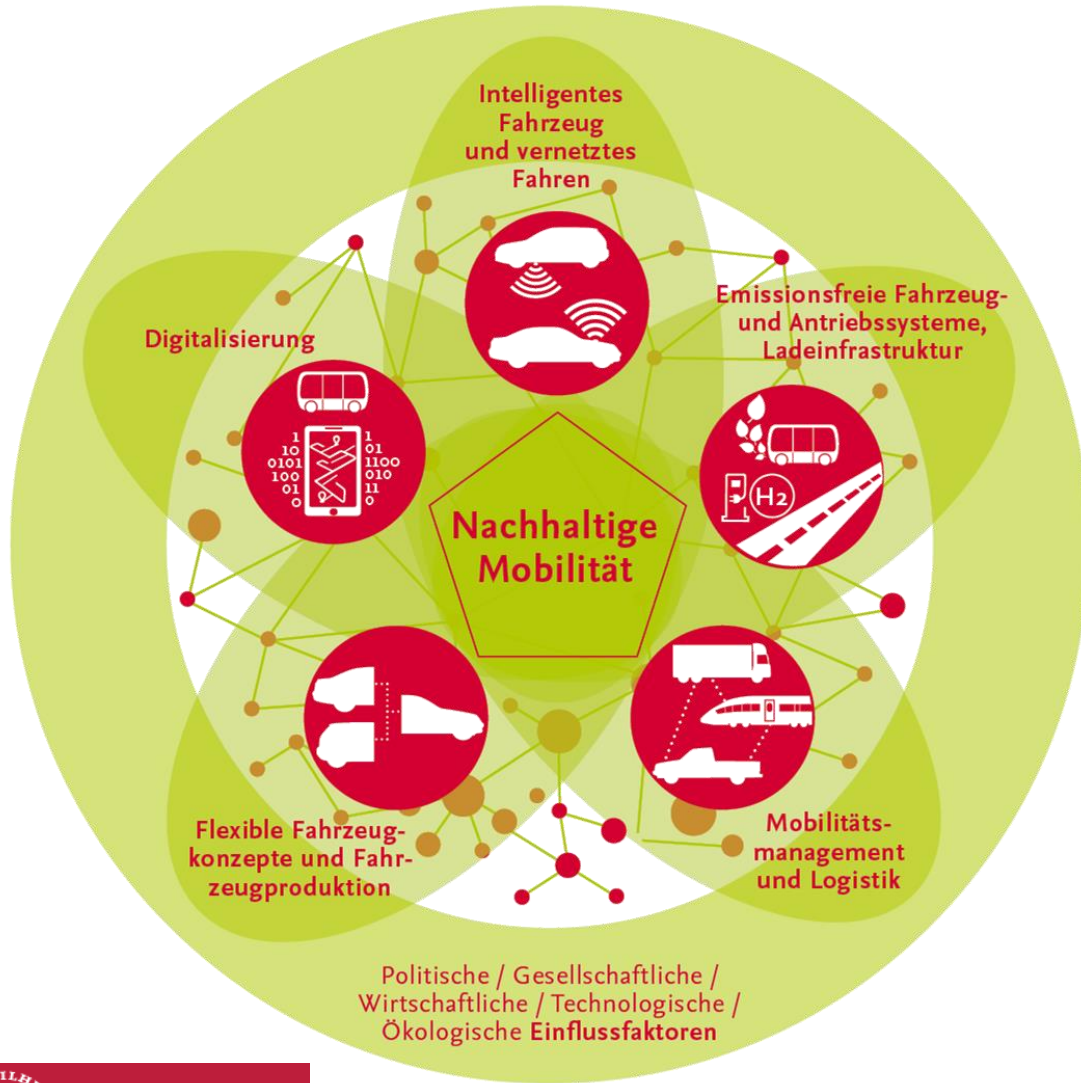 Intelligentes
Fahrzeug
und vernetztes
Fahren
Emissionsfreie Fahrzeug-
und Antriebssysteme,
Ladeinfrastruktur
Digitalisierung
1
10
0101
100
01
0
1
01
1100
010
11
0
H2
Nachhaltige
Mobilität
Flexible Fahrzeug-
konzepte und Fahr-
zeugproduktion
Mobilitäts-
management
und Logistik
Politische / Gesellschaftliche /
Wirtschaftliche / Technologische /
Ökologische Einflussfaktoren